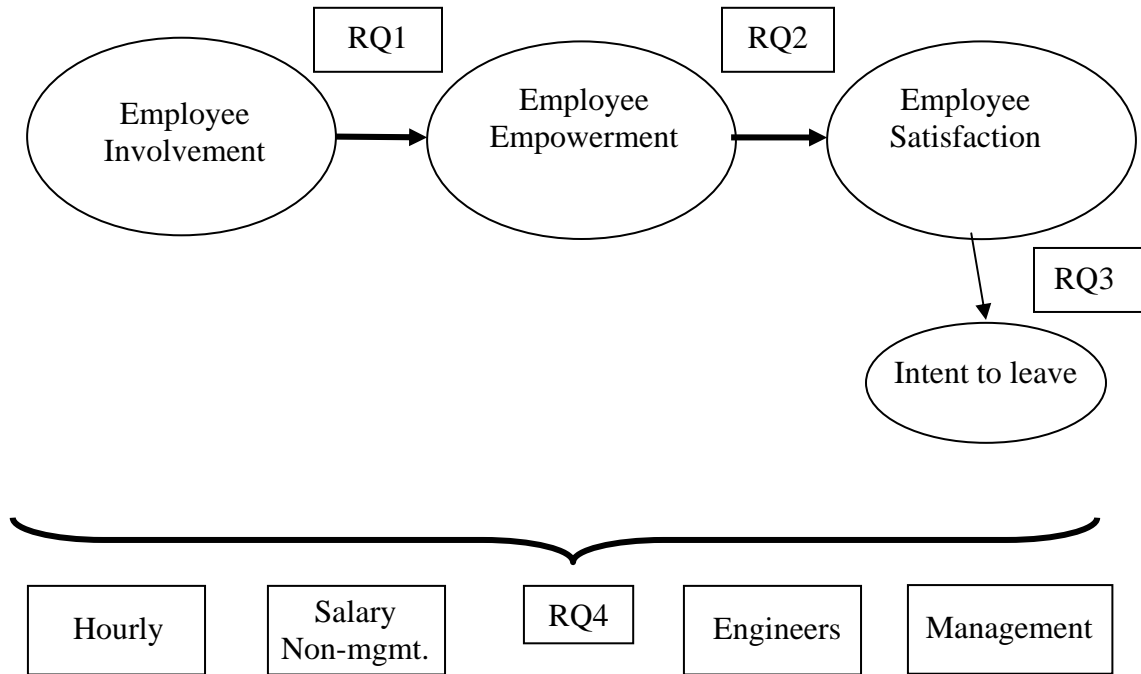 RQ1
RQ2
Employee
Involvement
Employee
Empowerment
Employee
Satisfaction
RQ3
Intent to leave
Hourly
Salary
Non-mgmt.
RQ4
Engineers
Management